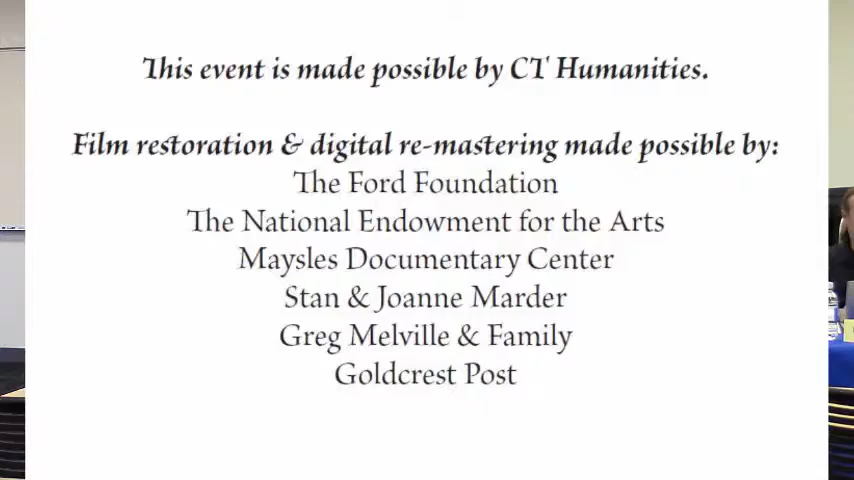 This event is made possible by CT Humanities.
Film restoration & digital re-mastering made possible by:
The Ford Foundation
The National Endowment for the Arts
Maysles Documentary Center
Stan & Joanne Marder
Greg Melville & Family
Goldcrest Post